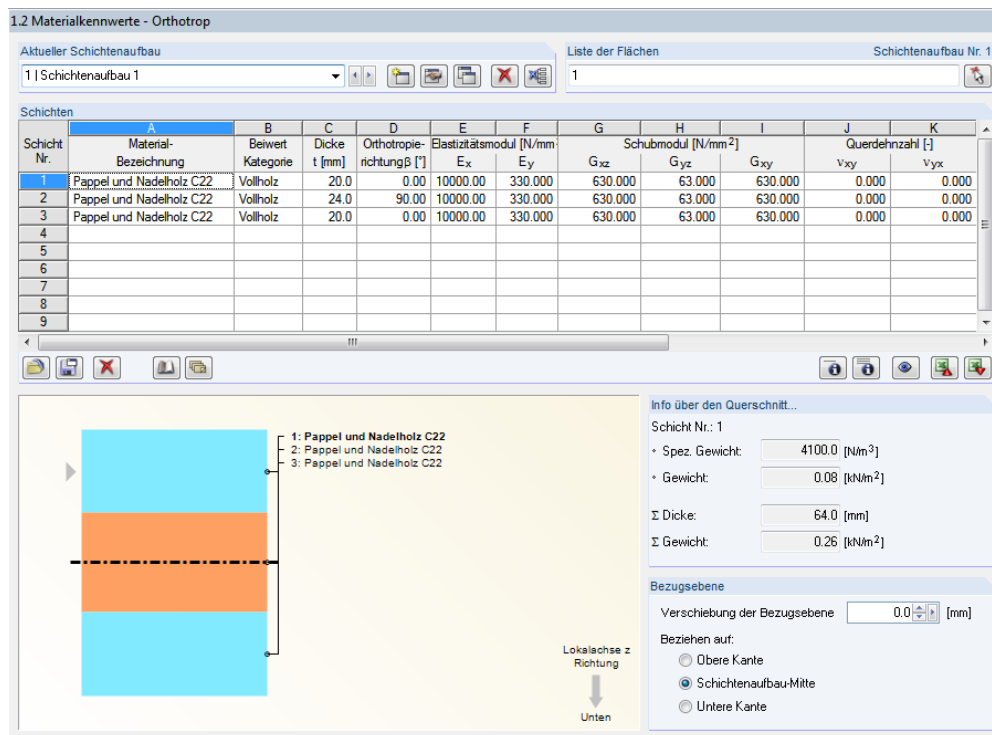 1.2 Materialkennwerte - Orthotrop
Aktueller Schichtenaufbau
Liste der Flächen
Schichtenaufbau Nr. 1
1 | Schichtenaufbau 1
1
Schichten
A B C D E F G H I J K
Schicht Material- Beiwert Dicke Orthotropie- Elastizitätsmodul [N/mm Schubmodul [N/mm²] Querdehnzahl [-]
Nr. Bezeichnung Kategorie t [mm] richtungβ [°] Ex Ey Gxz Gyz Gxy νxy νyx
1 Pappel und Nadelholz C22 Vollholz 20.0 0.00 10000.00 330.000 630.000 63.000 630.000 0.000 0.000
2 Pappel und Nadelholz C22 Vollholz 24.0 90.00 10000.00 330.000 630.000 63.000 630.000 0.000 0.000
3 Pappel und Nadelholz C22 Vollholz 20.0 0.00 10000.00 330.000 630.000 63.000 630.000 0.000 0.000
4
5
6
7
8
9
1: Pappel und Nadelholz C22
2: Pappel und Nadelholz C22
3: Pappel und Nadelholz C22
Lokalachse z
Richtung
Unten
Info über den Querschnitt...
Schicht Nr.: 1
• Spez. Gewicht: 4100.0 [N/m³]
• Gewicht: 0.08 [kN/m²]
Σ Dicke: 64.0 [mm]
Σ Gewicht: 0.26 [kN/m²]
Bezugsebene
Verschiebung der Bezugsebene 0.0 [mm]
Beziehen auf:
Obere Kante
Schichtenaufbau-Mitte
Untere Kante